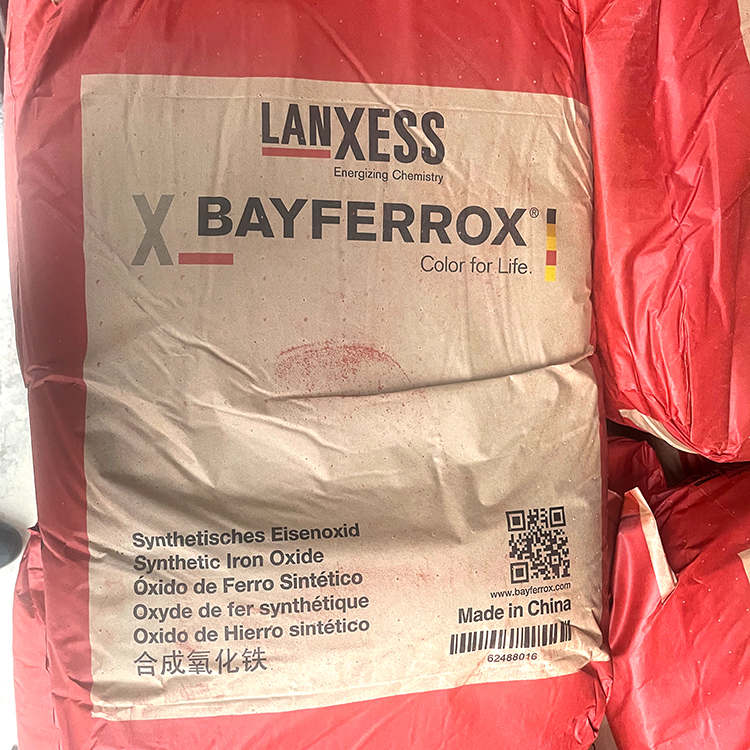 LANXESS
Energizing Chemistry
X_BAYFERROX®
Color for Life.
Synthetisches Eisenoxid
Synthetic Iron Oxide
Óxido de Ferro Sintético
Oxyde de fer synthétique
Oxido de Hierro sintético
合成氧化铁
www.bayferrox.com
Made in China
62488016